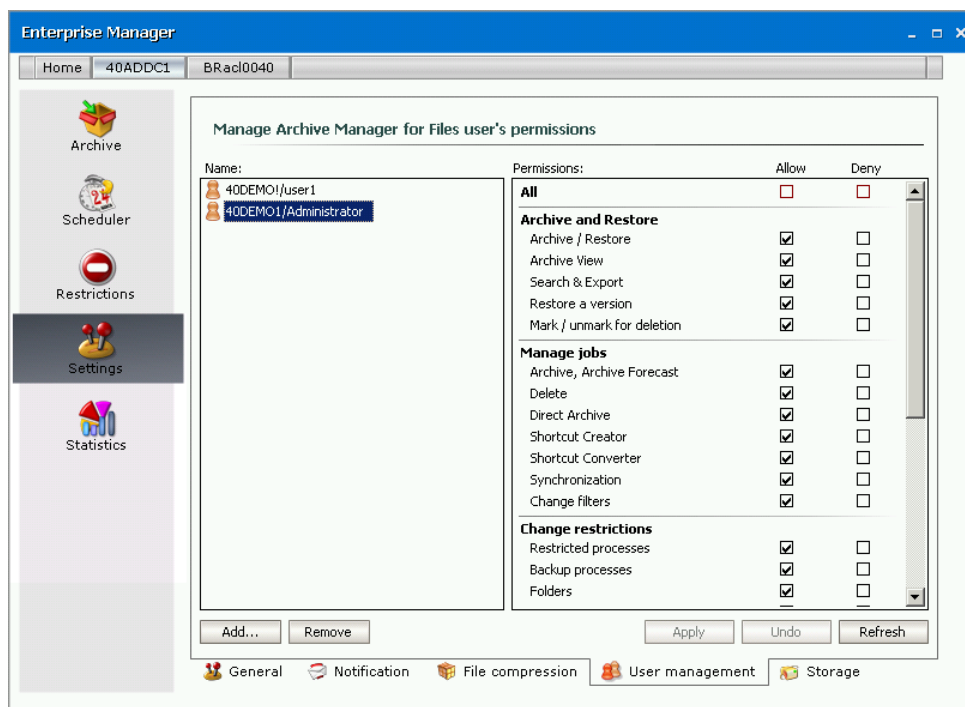 Enterprise Manager
Home 40ADDC1 BRacl0040
Archive
Scheduler
Restrictions
Settings
Statistics
Manage Archive Manager for Files user's permissions
Name:
40DEMO!/user1
40DEMO1/Administrator
Permissions: Allow Deny
All
Archive and Restore
Archive / Restore
Archive View
Search & Export
Restore a version
Mark / unmark for deletion
Manage jobs
Archive, Archive Forecast
Delete
Direct Archive
Shortcut Creator
Shortcut Converter
Synchronization
Change filters
Change restrictions
Restricted processes
Backup processes
Folders
Add... Remove Apply Undo Refresh
General Notification File compression User management Storage